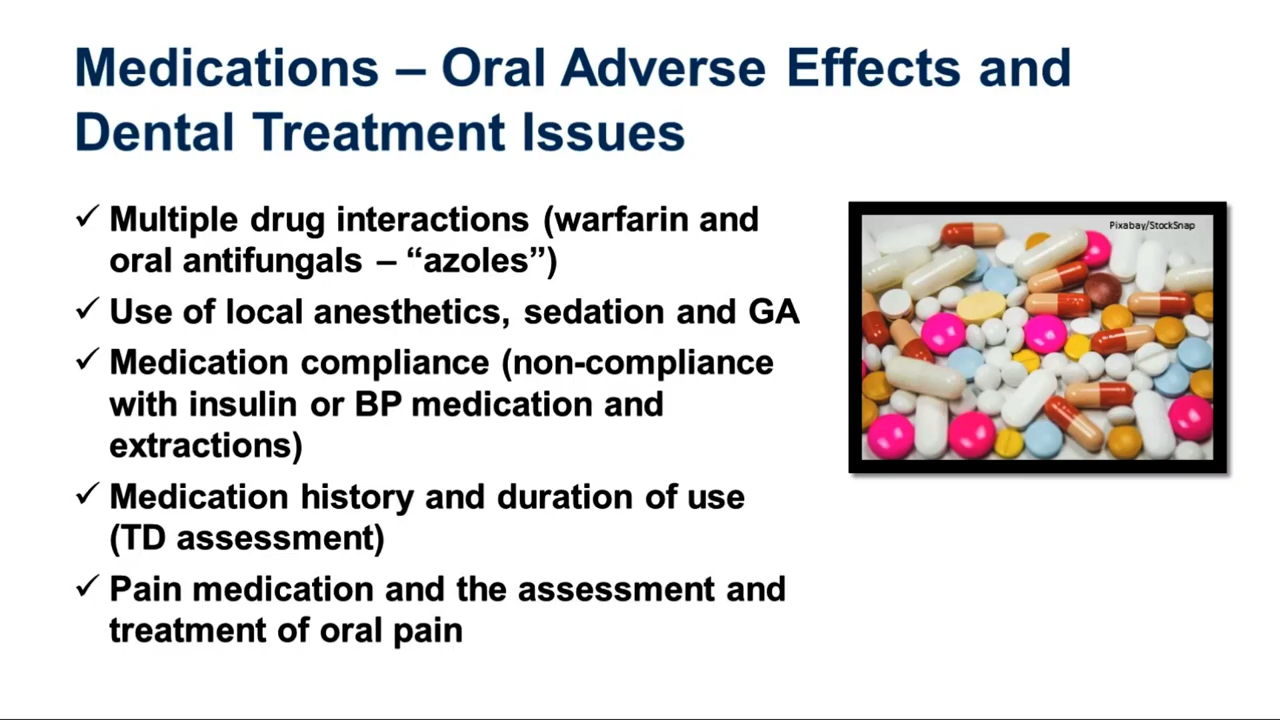 Medications – Oral Adverse Effects and
Dental Treatment Issues
✓ Multiple drug interactions (warfarin and
oral antifungals – “azoles”)
✓ Use of local anesthetics, sedation and GA
✓ Medication compliance (non-compliance
with insulin or BP medication and
extractions)
✓ Medication history and duration of use
(TD assessment)
✓ Pain medication and the assessment and
treatment of oral pain
Pixabay/StockSnap